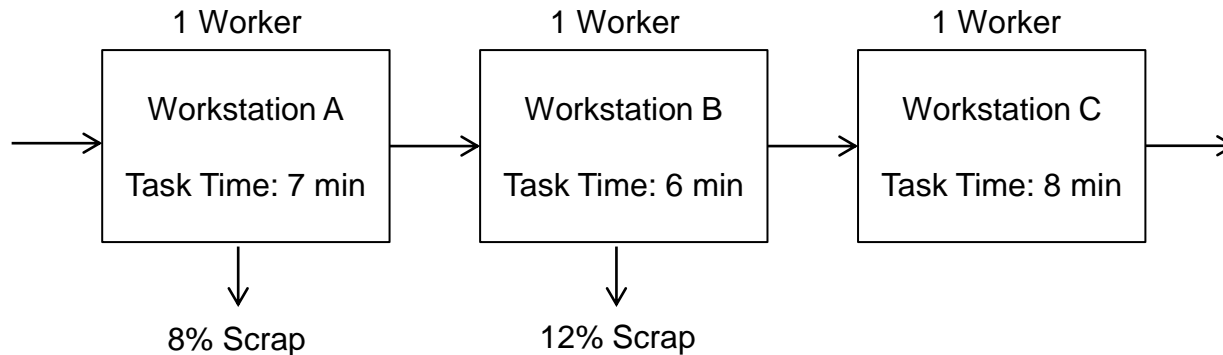 1 Worker
1 Worker
1 Worker
Workstation A
Task Time: 7 min
Workstation B
Task Time: 6 min
Workstation C
Task Time: 8 min
8% Scrap
12% Scrap